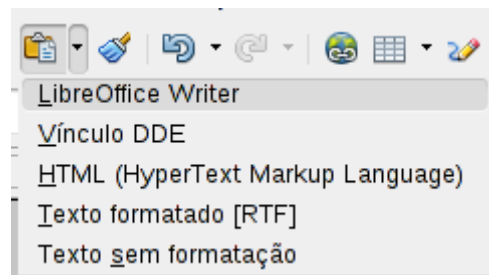 LibreOffice Writer
Vínculo DDE
HTML (HyperText Markup Language)
Texto formatado [RTF]
Texto sem formatação